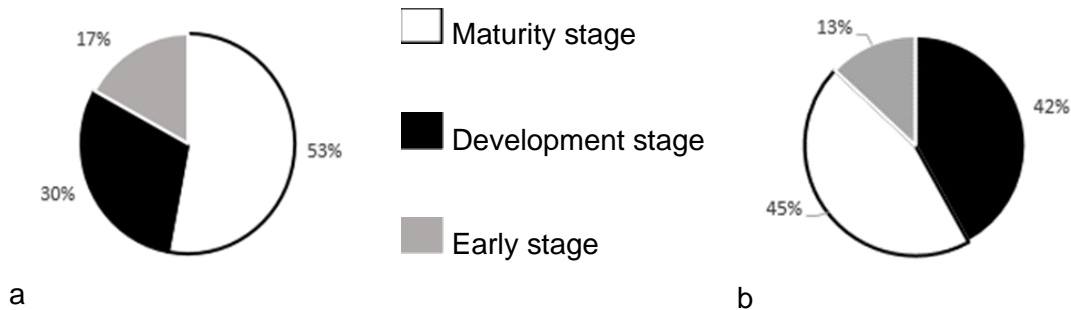 17%
53%
30%
a
Maturity stage
Development stage
Early stage
13%
42%
45%
b